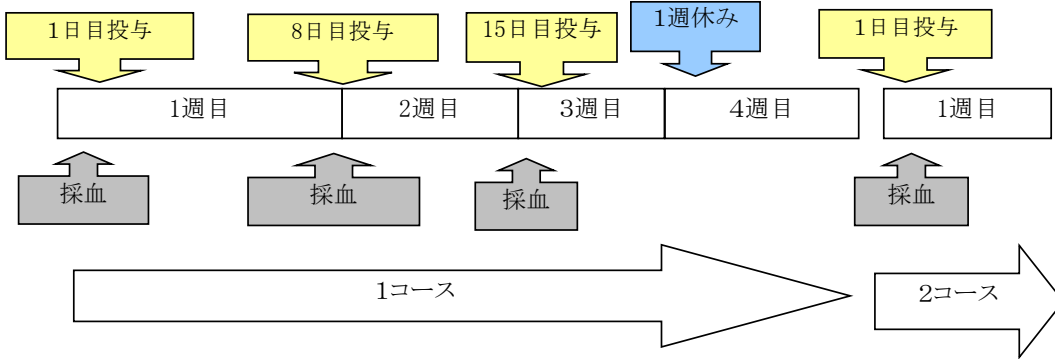 1日目投与
8日目投与
15日目投与
1週休み
1日目投与
1週目
2週目
3週目
4週目
1週目
採血
採血
採血
採血
1コース
2コース